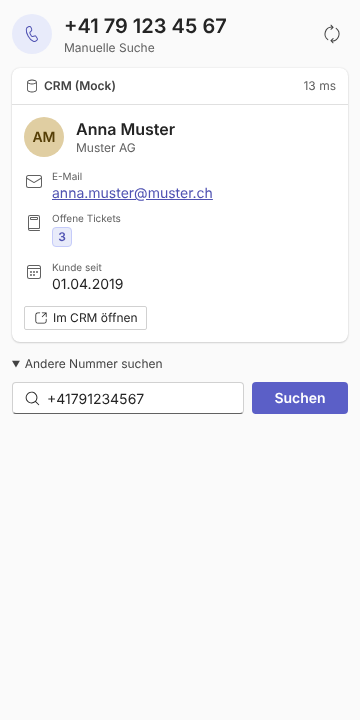 +41 79 123 45 67
Manuelle Suche
CRM (Mock)
13 ms
AM
Anna Muster
Muster AG
E-Mail
anna.muster@muster.ch
Offene Tickets
3
Kunde seit
01.04.2019
Im CRM öffnen
▼ Andere Nummer suchen
+41791234567
Suchen